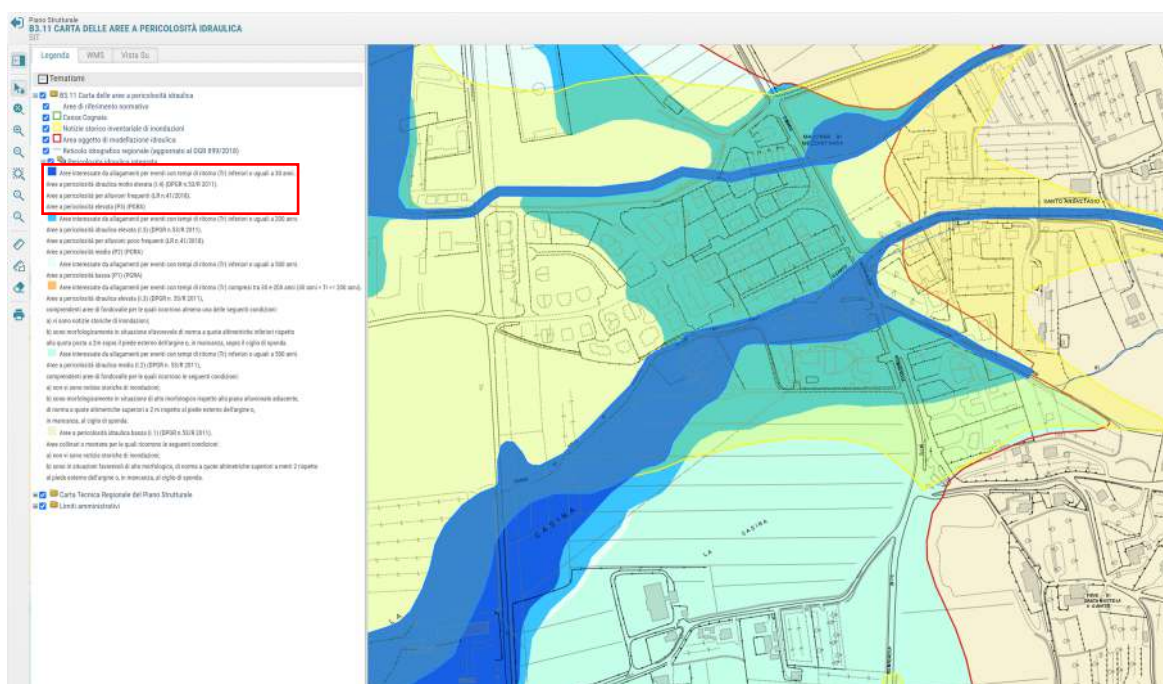 Piano Strutturale
B3.11 CARTA DELLE AREE A PERICOLOSITÀ IDRAULICA
SIT
Legenda WMS Vista Su
Tematismi
B3.11 Carta delle aree a pericolosità idraulica
Aree di riferimento normativo
Casse Cognata
Notizie storico inventariale di inondazioni
Area oggetto di modellazione idraulica
Reticolo idrografico regionale (aggiornato al DGR 899/2018)
Pericolosità idraulica integrata
Aree interessate da allagamenti per eventi con tempi di ritorno (Tr) inferiori o uguali a 30 anni.
Aree a pericolosità idraulica molto elevata (I.4) (DPGR n.53/R 2011).
Aree a pericolosità per alluvioni frequenti (LR n.41/2018).
Aree a pericolosità elevata (P3) (PGRA)
Aree interessate da allagamenti per eventi con tempi di ritorno (Tr) inferiori o uguali a 200 anni
Aree a pericolosità idraulica elevata (I.3) (DPGR n.53/R 2011).
Aree a pericolosità per alluvioni poco frequenti (LR n.41/2018).
Aree a pericolosità media (P2) (PGRA)
Aree interessate da allagamenti per eventi con tempi di ritorno (Tr) inferiori o uguali a 500 anni
Aree a pericolosità bassa (P1) (PGRA)
Aree interessate da allagamenti per eventi con tempi di ritorno (Tr) compresi tra 30 e 200 anni (30 anni < Tr <= 200 anni).
Aree a pericolosità idraulica elevata (I.3) (DPGR n. 53/R 2011),
comprendenti aree di fondovalle per le quali ricorrono almeno una delle seguenti condizioni:
a) vi sono notizie storiche di inondazioni;
b) sono morfologicamente in situazione sfavorevole di norma a quote altimetriche inferiori rispetto
alla quota posta a 2m sopra il piede esterno dell'argine o, in mancanza, sopra il ciglio di sponda.
Aree interessate da allagamenti per eventi con tempi di ritorno (Tr) inferiori o uguali a 500 anni
Aree a pericolosità idraulica media (I.2) (DPGR n. 53/R 2011),
comprendenti aree di fondovalle per le quali ricorrono le seguenti condizioni:
a) non vi sono notizie storiche di inondazioni;
b) sono morfologicamente in situazione di alto morfologico rispetto alla piana alluvionale adiacente,
di norma a quote altimetriche superiori a 2 m rispetto al piede esterno dell'argine o,
in mancanza, al ciglio di sponda.
Aree a pericolosità idraulica bassa (I.1) (DPGR n. 53/R 2011).
Aree collinari o montane per le quali ricorrono le seguenti condizioni:
a) non vi sono notizie storiche di inondazioni;
b) sono in situazioni favorevoli di alto morfologico, di norma a quote altimetriche superiori a metri 2 rispetto
al piede esterno dell'argine o, in mancanza, al ciglio di sponda.
Carta Tecnica Regionale del Piano Strutturale
Limiti amministrativi
SANTO ANASTASIO
LA CASINA
LA CASINA